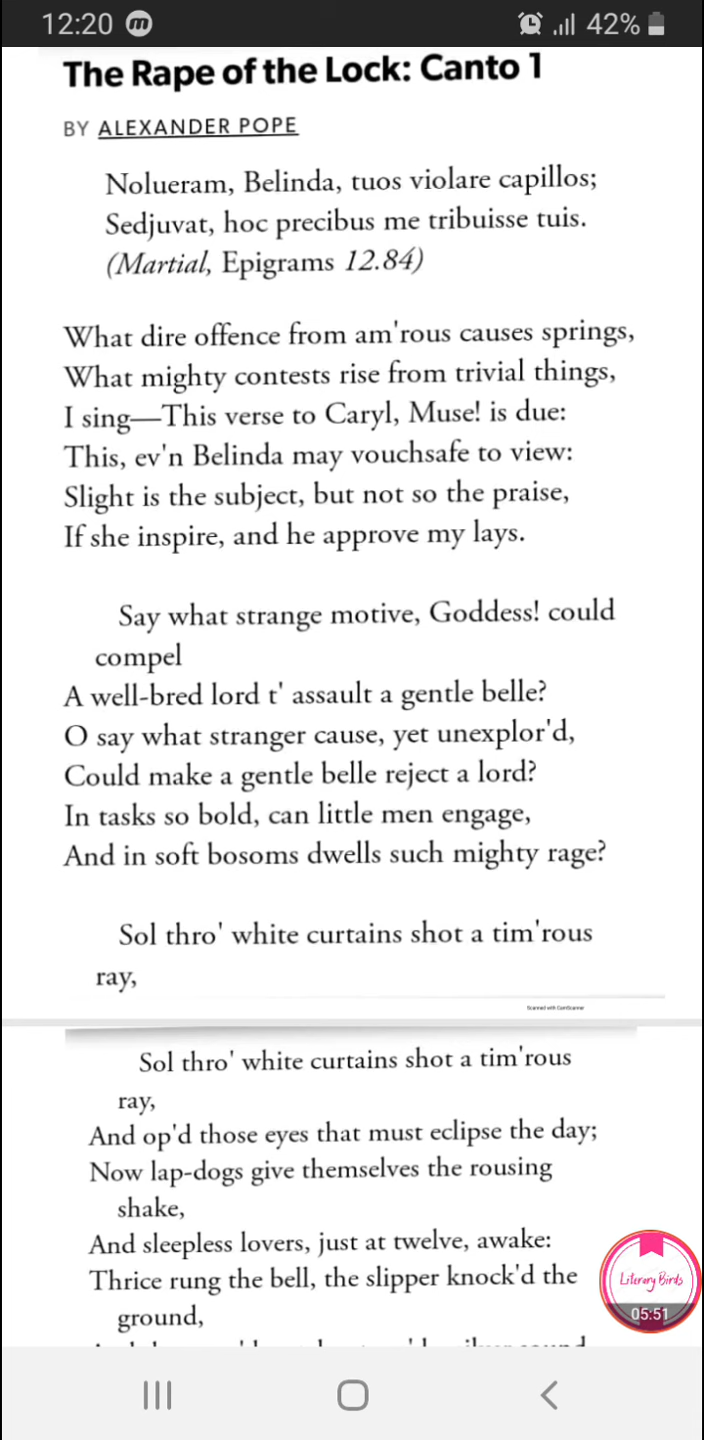 12:20 m 42%
The Rape of the Lock: Canto 1
BY ALEXANDER POPE
Nolueram, Belinda, tuos violare capillos;
Sedjuvat, hoc precibus me tribuisse tuis.
(Martial, Epigrams 12.84)
What dire offence from am'rous causes springs,
What mighty contests rise from trivial things,
I sing—This verse to Caryl, Muse! is due:
This, ev'n Belinda may vouchsafe to view:
Slight is the subject, but not so the praise,
If she inspire, and he approve my lays.
Say what strange motive, Goddess! could
compel
A well-bred lord t' assault a gentle belle?
O say what stranger cause, yet unexplor'd,
Could make a gentle belle reject a lord?
In tasks so bold, can little men engage,
And in soft bosoms dwells such mighty rage?
Sol thro' white curtains shot a tim'rous
ray,
Scanned with CamScanner
Sol thro' white curtains shot a tim'rous
ray,
And op'd those eyes that must eclipse the day;
Now lap-dogs give themselves the rousing
shake,
And sleepless lovers, just at twelve, awake:
Thrice rung the bell, the slipper knock'd the
ground,
Literary Birds
05:51